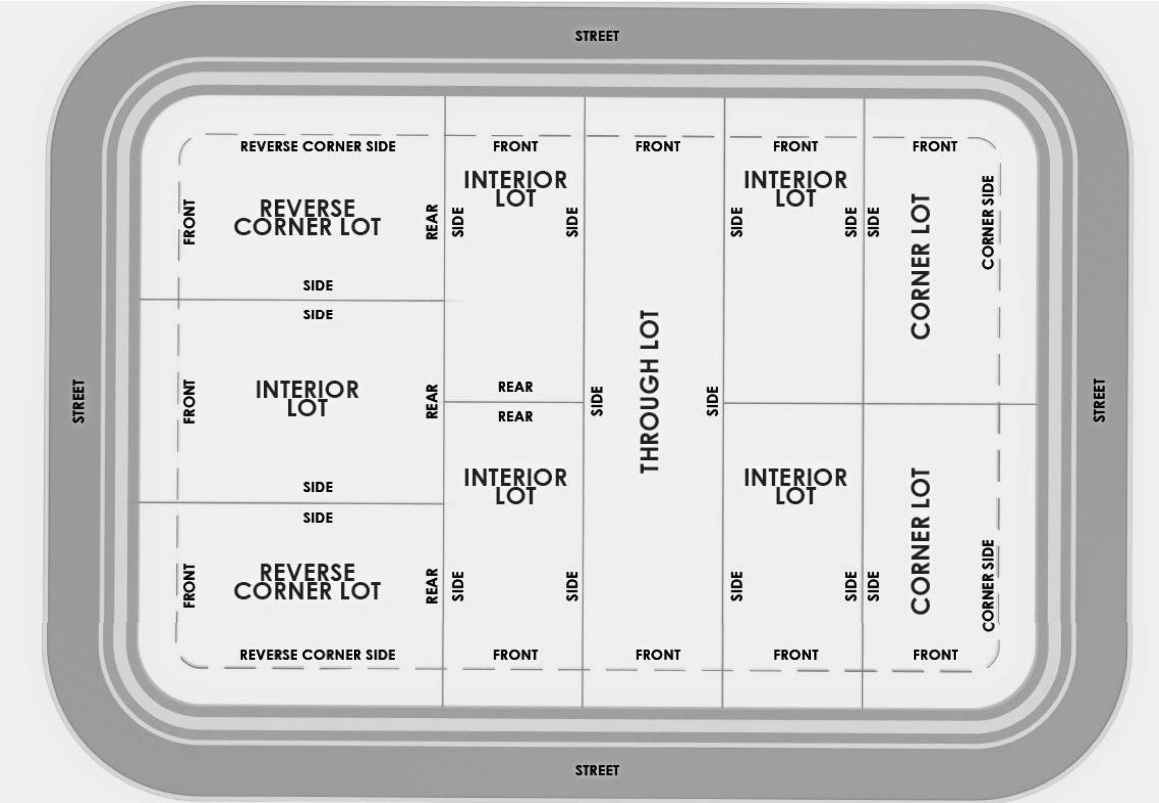 STREET
REVERSE CORNER SIDE
FRONT
FRONT
FRONT
FRONT
FRONT
REVERSE
CORNER LOT
REAR
SIDE
INTERIOR
LOT
SIDE
SIDE
INTERIOR
LOT
SIDE
SIDE
CORNER LOT
CORNER SIDE
SIDE
SIDE
STREET
FRONT
INTERIOR
LOT
REAR
REAR
REAR
SIDE
THROUGH LOT
SIDE
STREET
SIDE
SIDE
INTERIOR
LOT
INTERIOR
LOT
CORNER LOT
FRONT
REVERSE
CORNER LOT
REAR
SIDE
SIDE
SIDE
SIDE
SIDE
CORNER SIDE
REVERSE CORNER SIDE
FRONT
FRONT
FRONT
FRONT
STREET